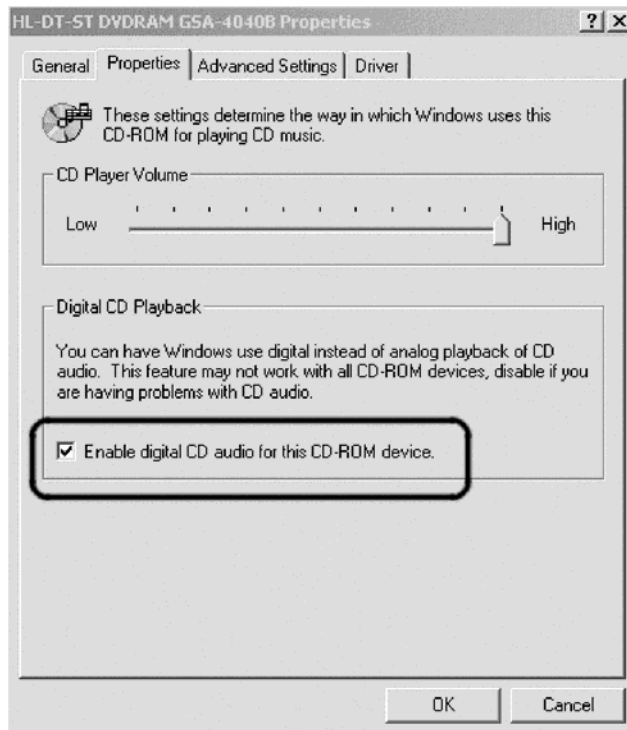 HL-DT-ST DVDRAM GSA-4040B Properties
General Properties Advanced Settings Driver
These settings determine the way in which Windows uses this
CD-ROM for playing CD music.
CD Player Volume
Low High
Digital CD Playback
You can have Windows use digital instead of analog playback of CD
audio. This feature may not work with all CD-ROM devices, disable if you
are having problems with CD audio.
Enable digital CD audio for this CD-ROM device.
OK Cancel